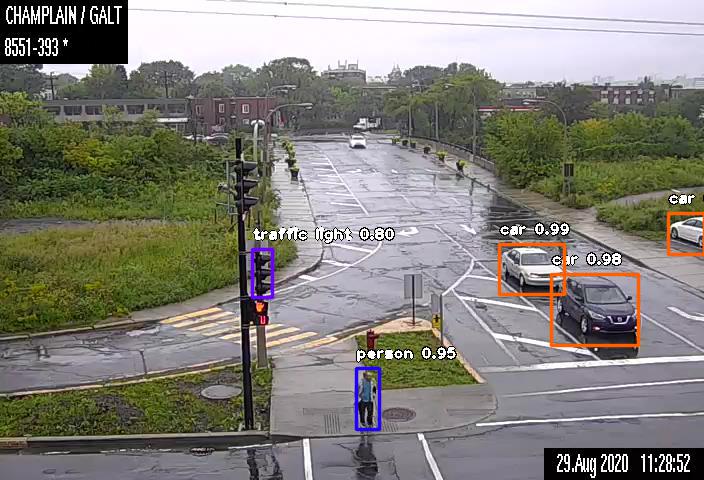 CHAMPLAIN / GALT
8551-393 *
car
car 0.99
traffic light 0.80
car 0.98
person 0.95
29.Aug 2020 11:28:52